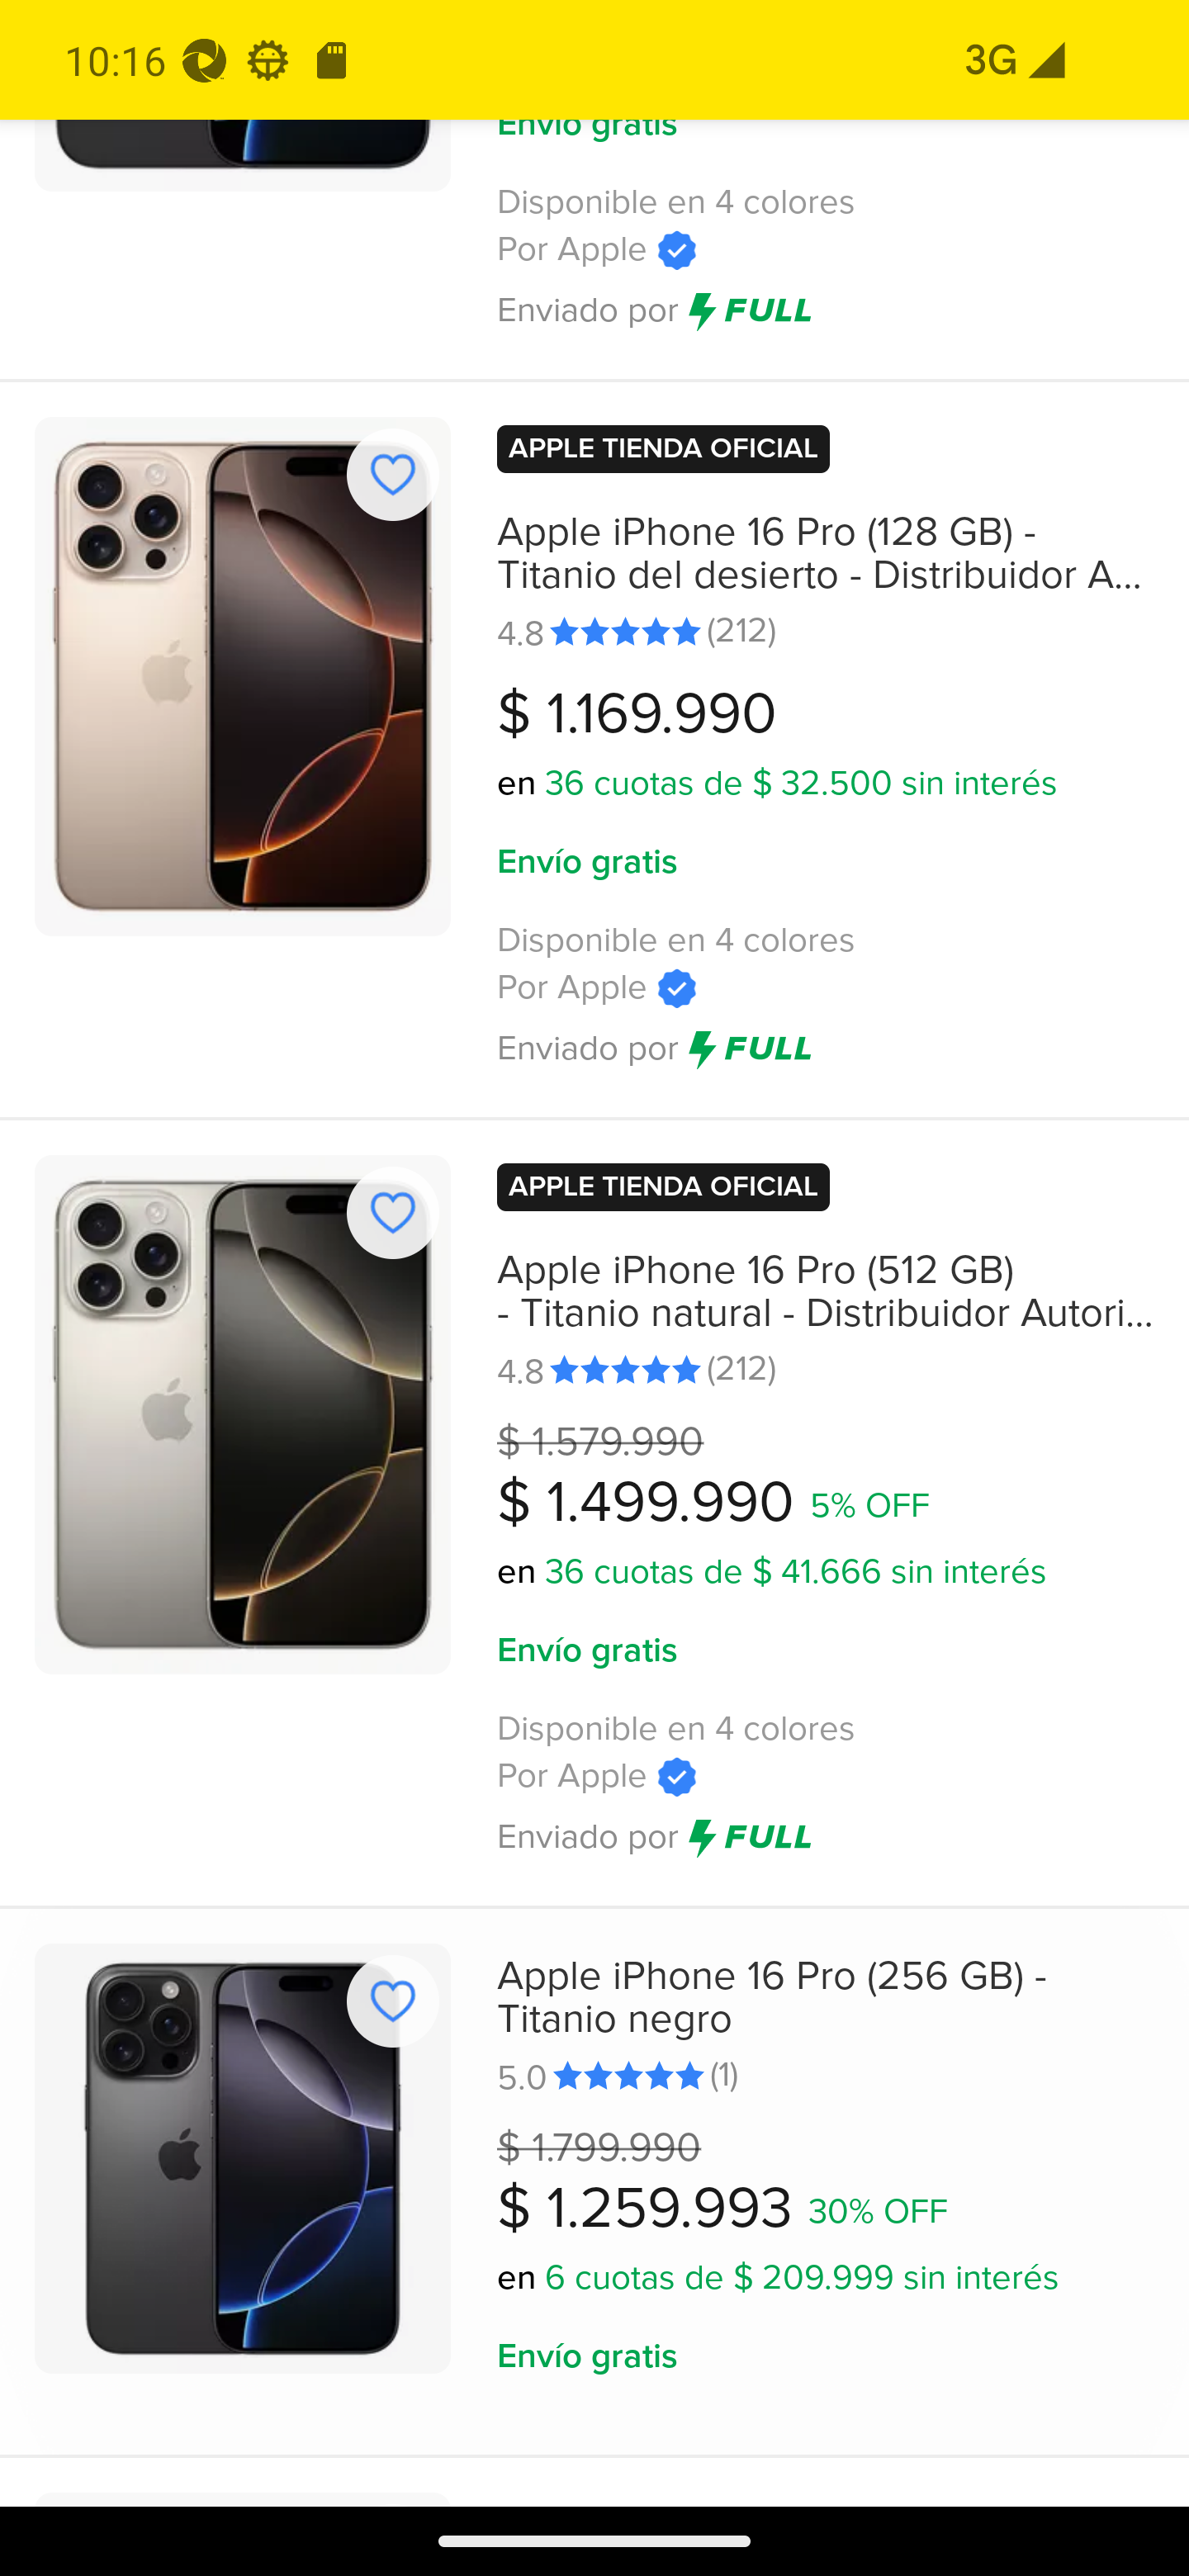 10:16
3G
Envío gratis
Disponible en 4 colores
Por Apple
Enviado por FULL
APPLE TIENDA OFICIAL
Apple iPhone 16 Pro (128 GB) -
Titanio del desierto - Distribuidor A...
4.8 (212)
$ 1.169.990
en 36 cuotas de $ 32.500 sin interés
Envío gratis
Disponible en 4 colores
Por Apple
Enviado por FULL
APPLE TIENDA OFICIAL
Apple iPhone 16 Pro (512 GB)
- Titanio natural - Distribuidor Autori...
4.8 (212)
$ 1.579.990
$ 1.499.990 5% OFF
en 36 cuotas de $ 41.666 sin interés
Envío gratis
Disponible en 4 colores
Por Apple
Enviado por FULL
Apple iPhone 16 Pro (256 GB) -
Titanio negro
5.0 (1)
$ 1.799.990
$ 1.259.993 30% OFF
en 6 cuotas de $ 209.999 sin interés
Envío gratis